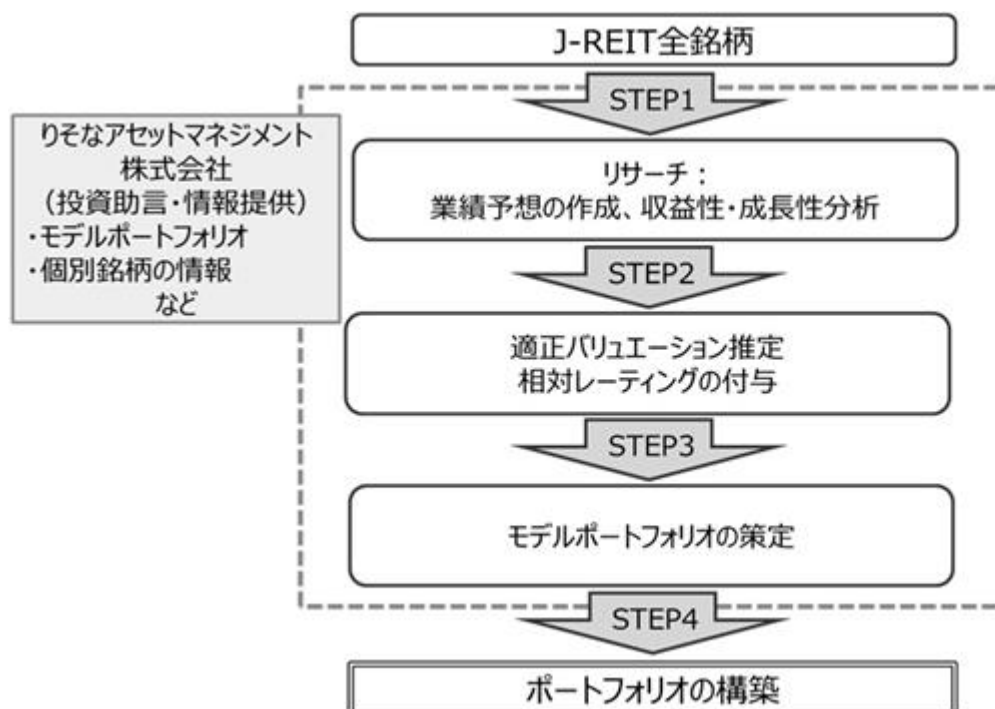 J-REIT全銘柄
STEP1
りそなアセットマネジメント
株式会社
（投資助言・情報提供）
・モデルポートフォリオ
・個別銘柄の情報
など
リサーチ：
業績予想の作成、収益性・成長性分析
STEP2
適正バリュエーション推定
相対レーティングの付与
STEP3
モデルポートフォリオの策定
STEP4
ポートフォリオの構築